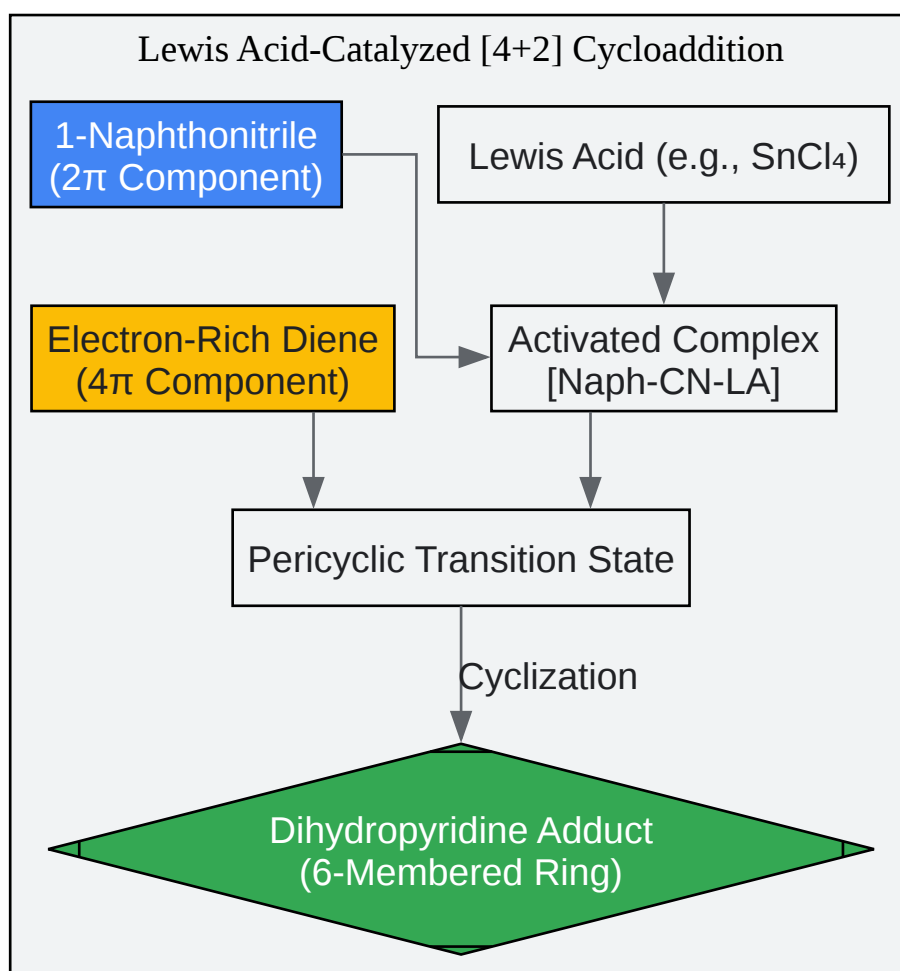 Lewis Acid-Catalyzed [4+2] Cycloaddition
1-Naphthonitrile
(2π Component)
Lewis Acid (e.g., SnCl₄)
Electron-Rich Diene
(4π Component)
Activated Complex
[Naph-CN-LA]
Pericyclic Transition State
Cyclization
Dihydropyridine Adduct
(6-Membered Ring)